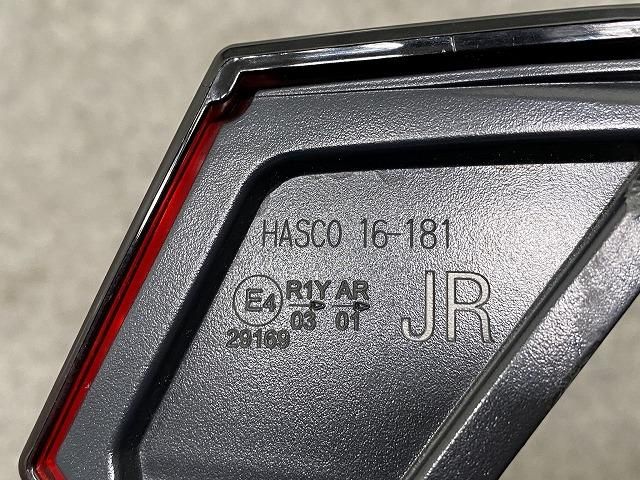 HASCO 16-181
E4 R1Y AR JR
03 01
29169